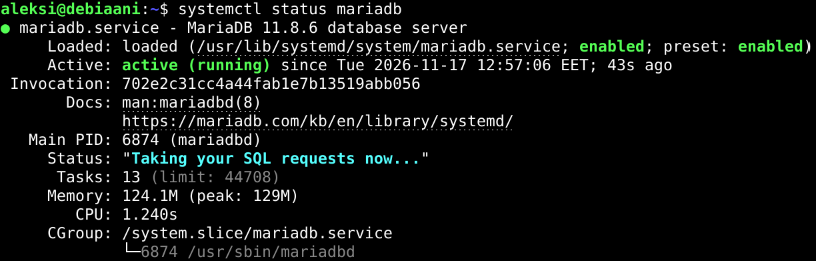 aleksi@debiaani:~$ systemctl status mariadb
● mariadb.service - MariaDB 11.8.6 database server
Loaded: loaded (/usr/lib/systemd/system/mariadb.service; enabled; preset: enabled)
Active: active (running) since Tue 2026-11-17 12:57:06 EET; 43s ago
Invocation: 702e2c31cc4a44fab1e7b13519abb056
Docs: man:mariadbd(8)
https://mariadb.com/kb/en/library/systemd/
Main PID: 6874 (mariadbd)
Status: "Taking your SQL requests now..."
Tasks: 13 (limit: 44708)
Memory: 124.1M (peak: 129M)
CPU: 1.240s
CGroup: /system.slice/mariadb.service
└─6874 /usr/sbin/mariadbd